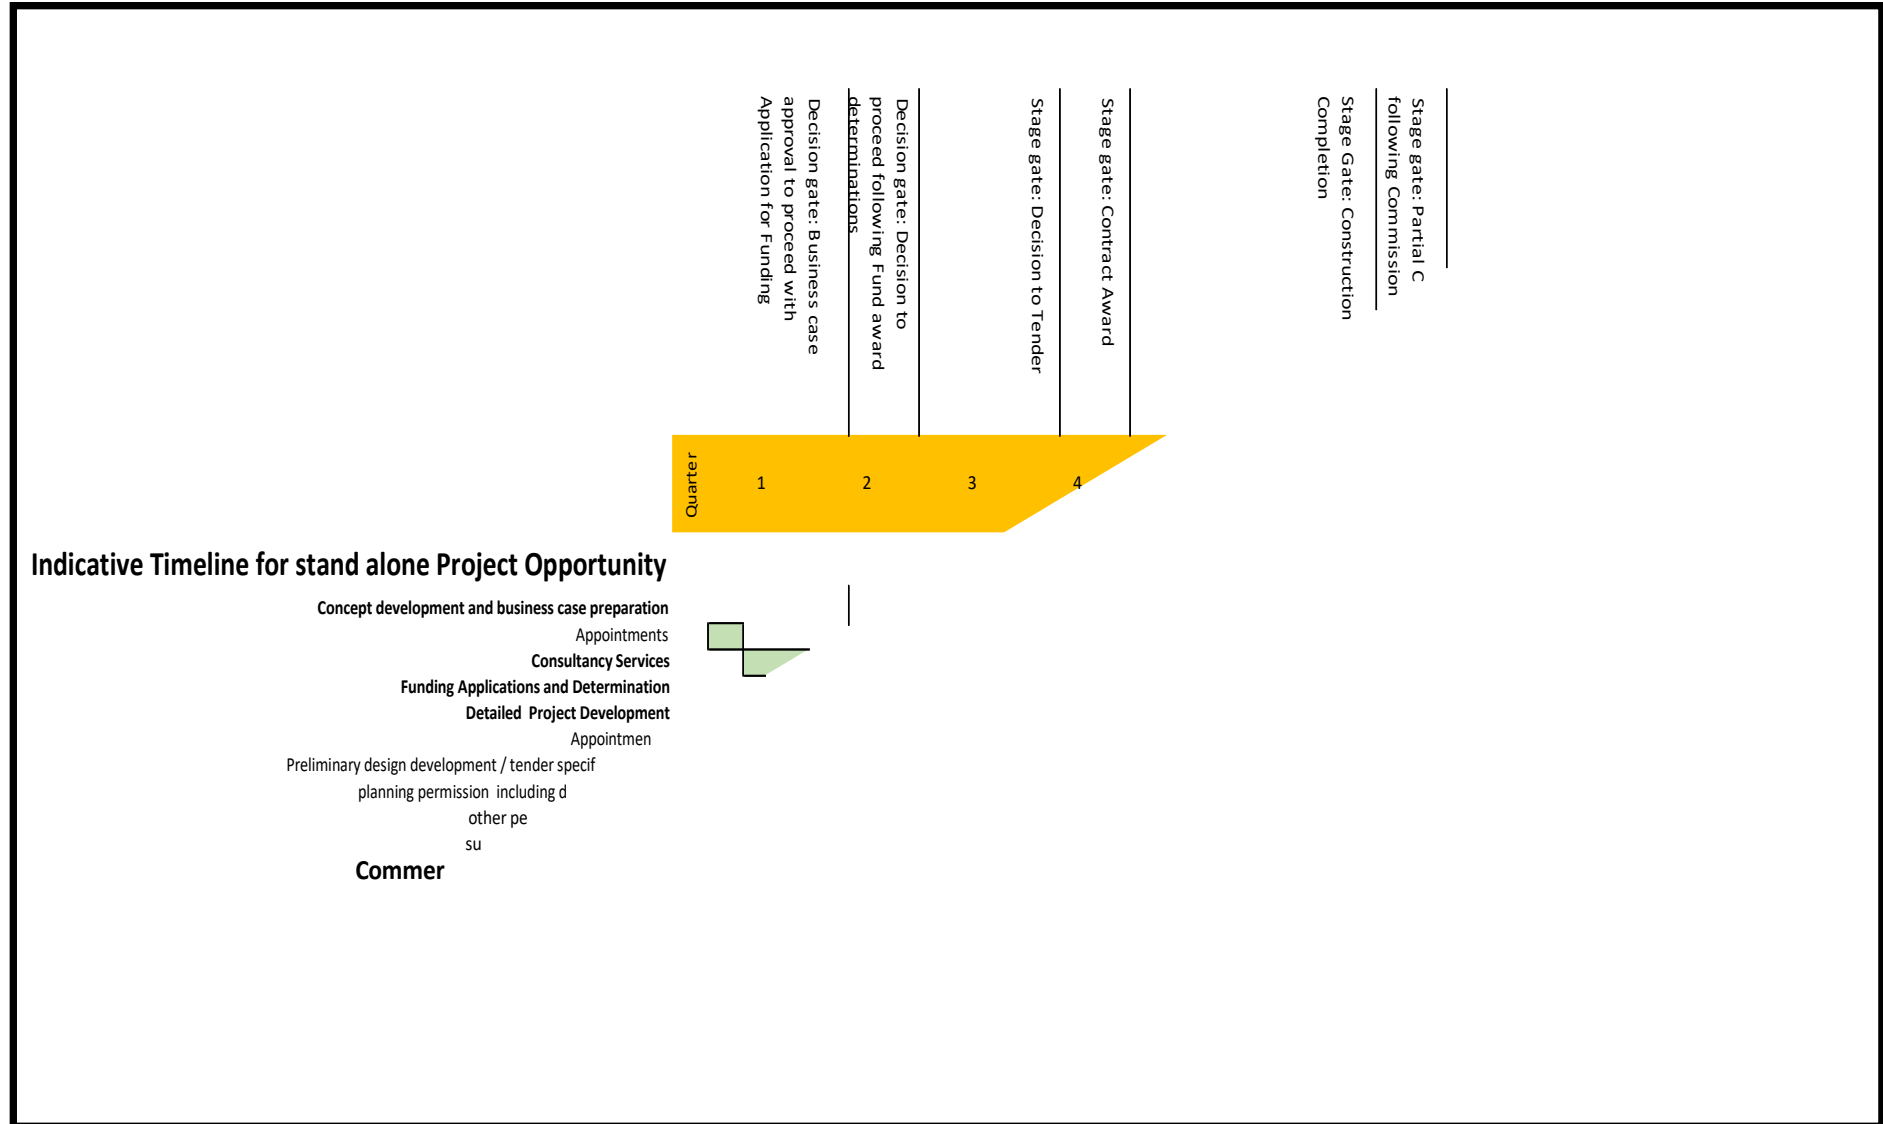 Decision gate: Business case
approval to proceed with
Application for Funding
Decision gate: Decision to
proceed following Fund award
determinations
Stage gate: Decision to Tender
Stage gate: Contract Award
Stage Gate: Construction
Completion
Stage gate: Partial C
following Commission
Quarter
1
2
3
4
Indicative Timeline for stand alone Project Opportunity
Concept development and business case preparation
Appointments
Consultancy Services
Funding Applications and Determination
Detailed Project Development
Appointmen
Preliminary design development / tender specif
planning permission including d
other pe
su
Commer